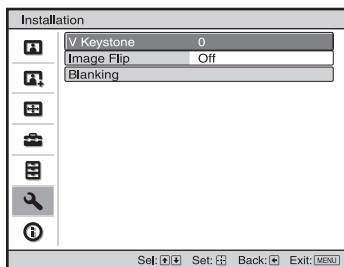 Installation
V Keystone 0
Image Flip Off
Blanking
Sel: Set: Back: Exit: MENU